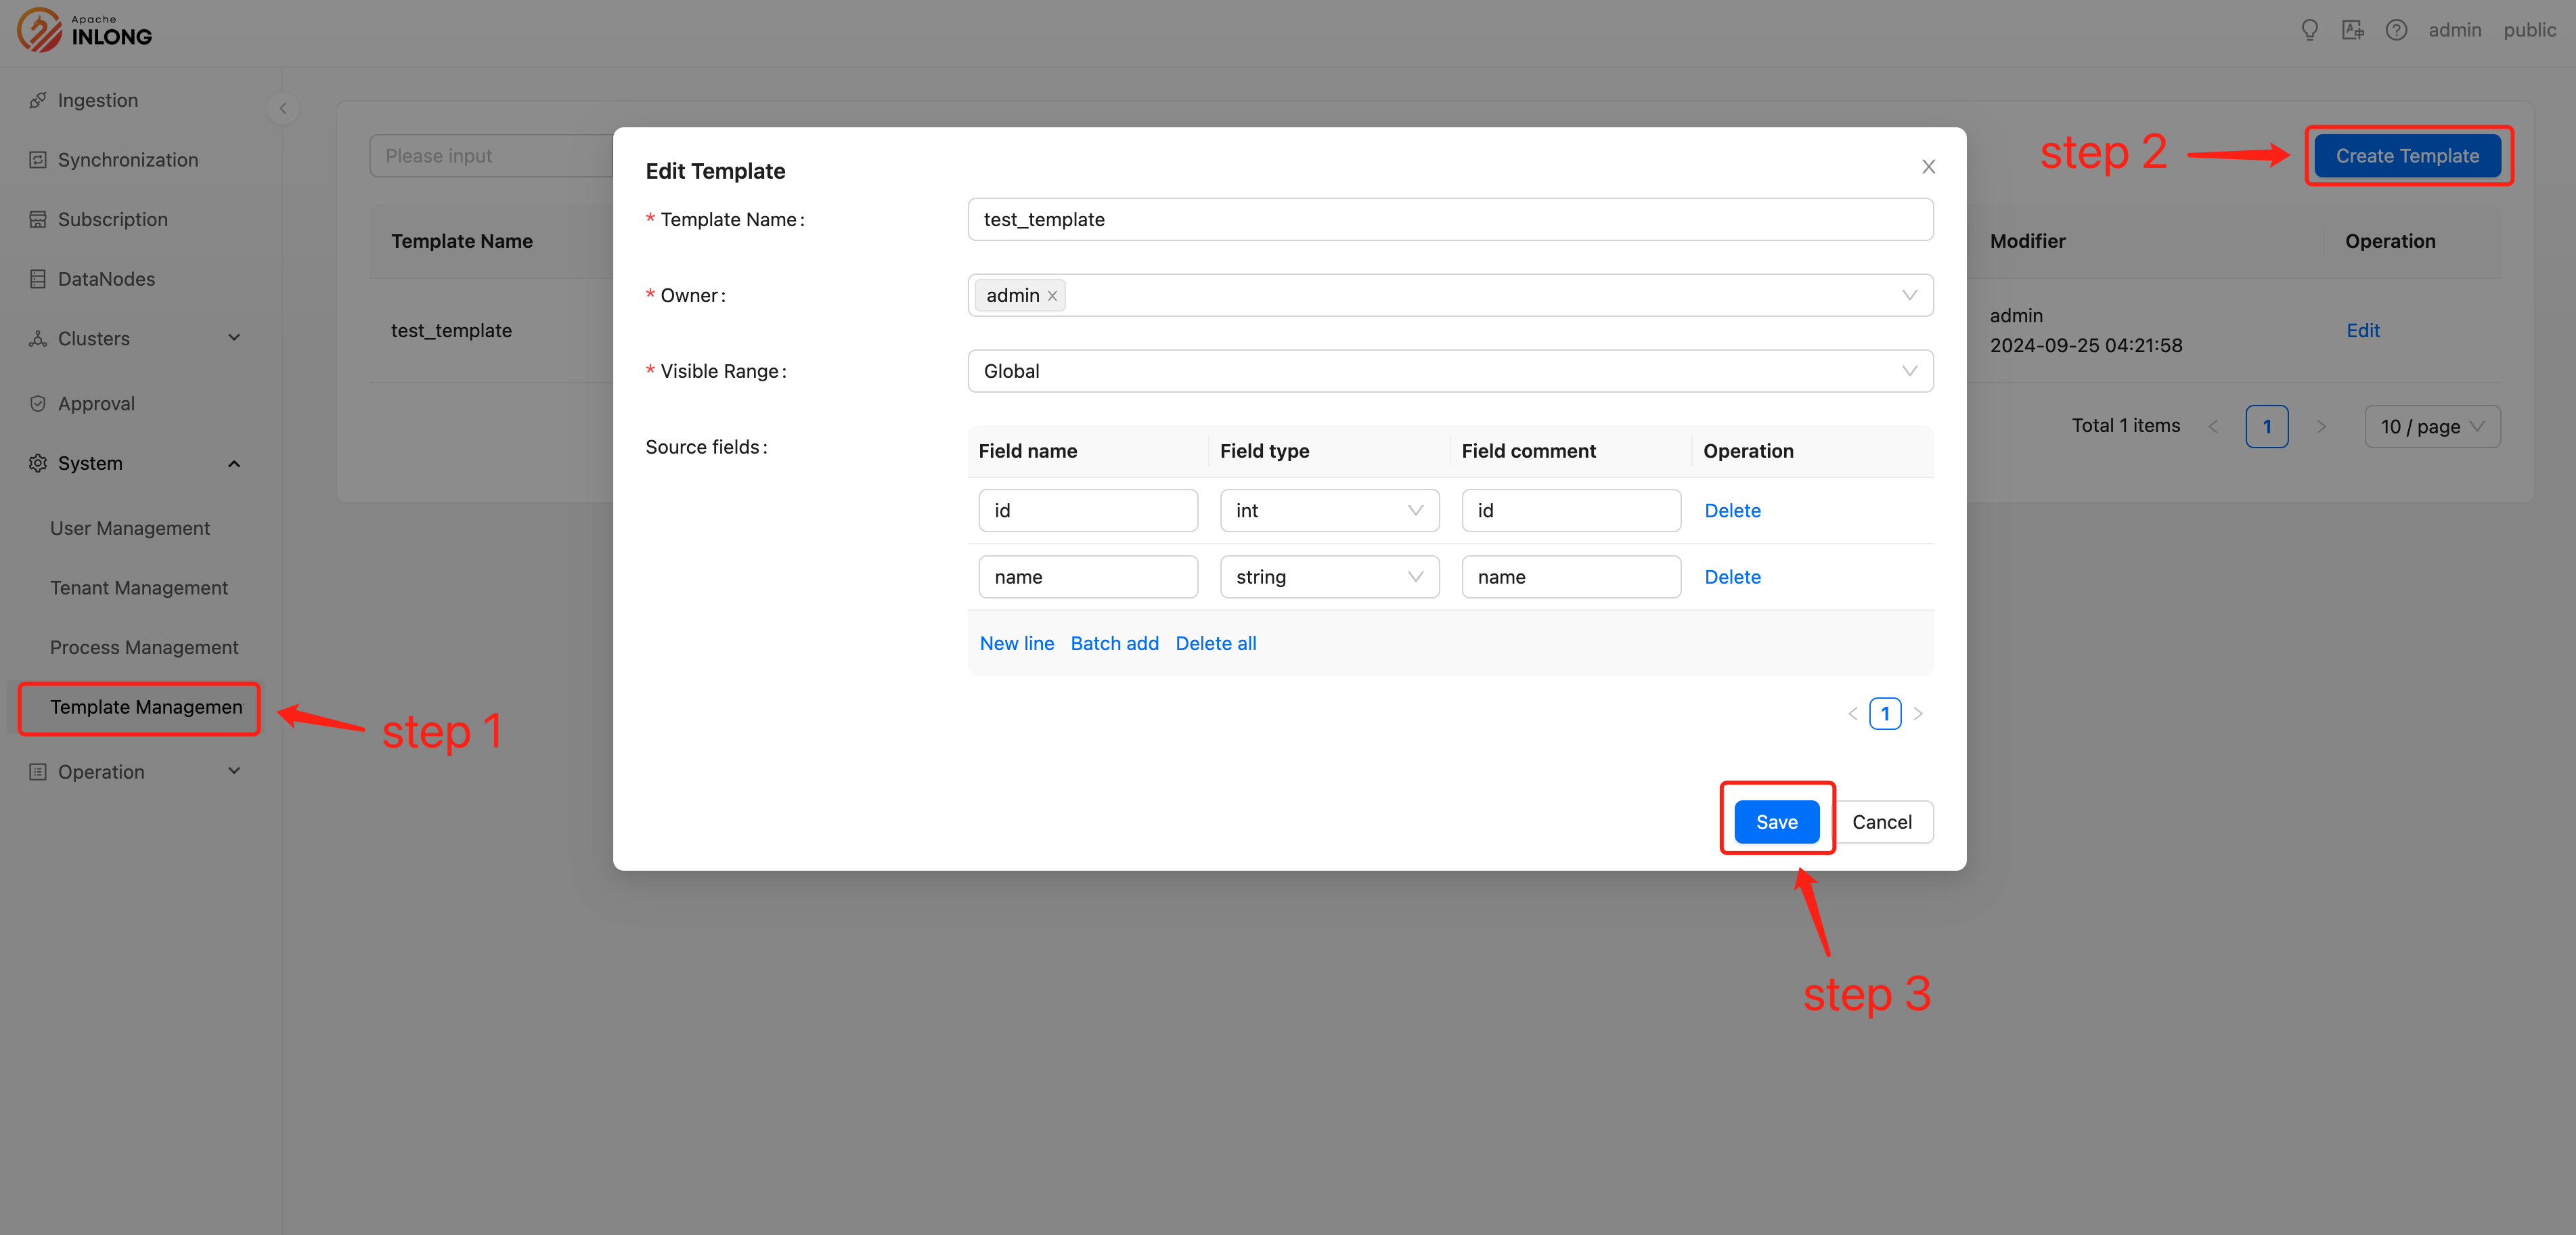 Apache
INLONG
admin public
Ingestion
Synchronization
Subscription
DataNodes
Clusters
Approval
System
User Management
Tenant Management
Process Management
Template Managemen
Operation
step 1
Please input
step 2
Create Template
Template Name
Modifier
Operation
test_template
admin
2024-09-25 04:21:58
Edit
Total 1 items
1
10 / page
Edit Template
* Template Name:
test_template
* Owner:
admin
* Visible Range:
Global
Source fields:
Field name Field type Field comment Operation
id int id Delete
name string name Delete
New line Batch add Delete all
1
Save Cancel
step 3